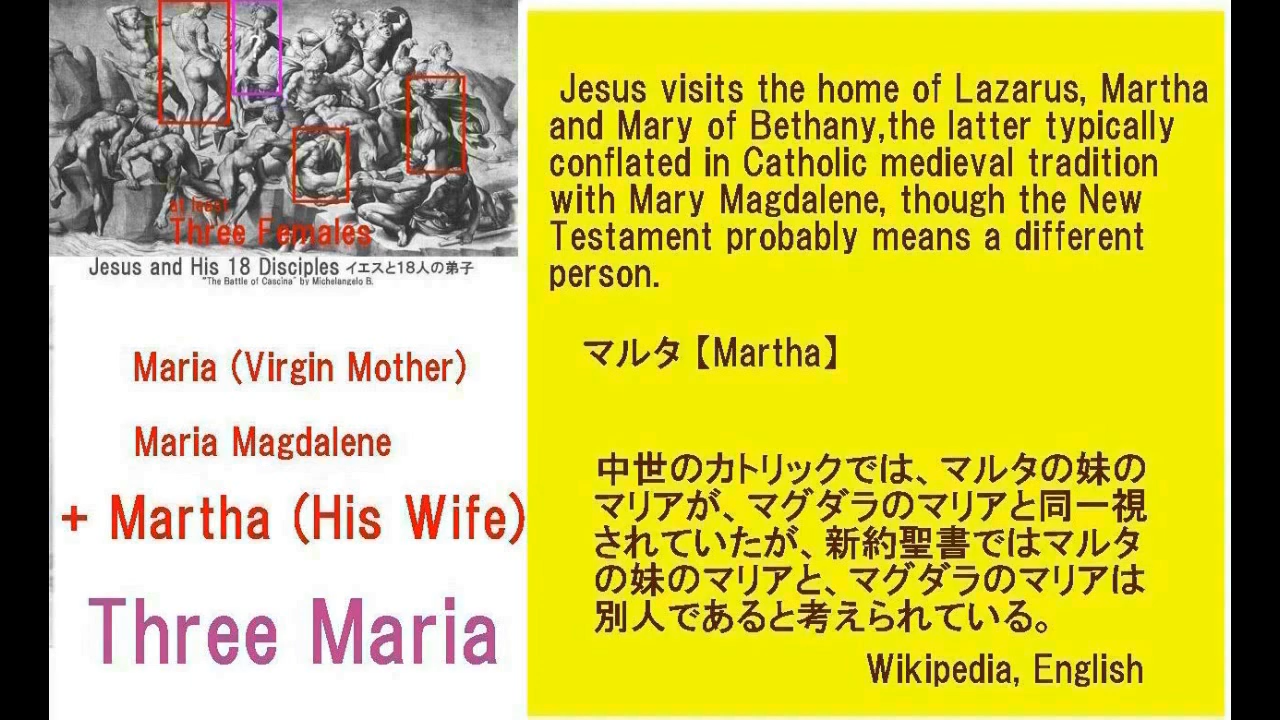 ?
at least
Three Females
Jesus and His 18 Disciples イエスと18人の弟子
"The Battle of Cascina" by Michelangelo B.
Maria (Virgin Mother)
Maria Magdalene
+ Martha (His Wife)
Three Maria
Jesus visits the home of Lazarus, Martha
and Mary of Bethany,the latter typically
conflated in Catholic medieval tradition
with Mary Magdalene, though the New
Testament probably means a different
person.
マルタ【Martha】
中世のカトリックでは、マルタの妹の
マリアが、マグダラのマリアと同一視
されていたが、新約聖書ではマルタ
の妹のマリアと、マグダラのマリアは
別人であると考えられている。
Wikipedia, English